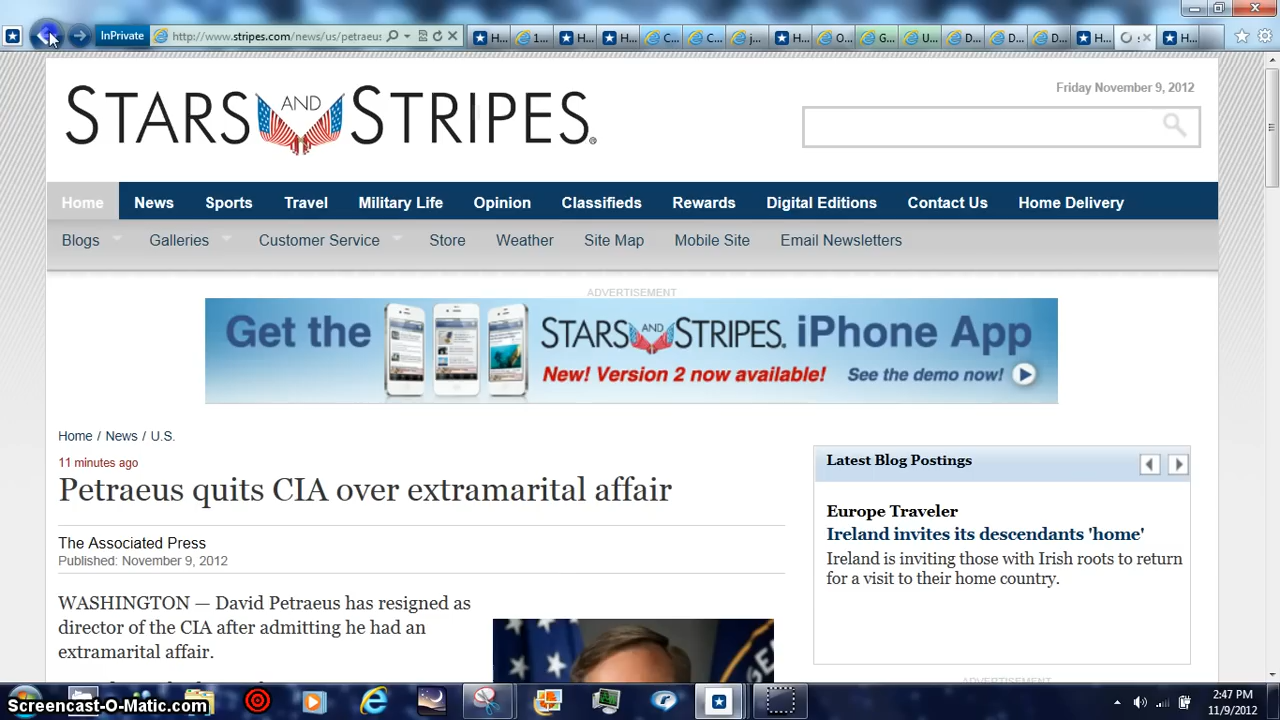 InPrivate
http://www.stripes.com/news/us/petraeus
H...
1...
H...
H...
C...
C...
j...
H...
O...
G...
U...
D...
D...
D...
H...
s
H...
STARS AND STRIPES®
Friday November 9, 2012
Home News Sports Travel Military Life Opinion Classifieds Rewards Digital Editions Contact Us Home Delivery
Blogs Galleries Customer Service Store Weather Site Map Mobile Site Email Newsletters
ADVERTISEMENT
Get the STARS AND STRIPES. iPhone App
New! Version 2 now available! See the demo now!
Home / News / U.S.
11 minutes ago
Petraeus quits CIA over extramarital affair
The Associated Press
Published: November 9, 2012
WASHINGTON — David Petraeus has resigned as
director of the CIA after admitting he had an
extramarital affair.
Latest Blog Postings
Europe Traveler
Ireland invites its descendants 'home'
Ireland is inviting those with Irish roots to return
for a visit to their home country.
ADVERTISEMENT
Screencast-O-Matic.com
2:47 PM
11/9/2012